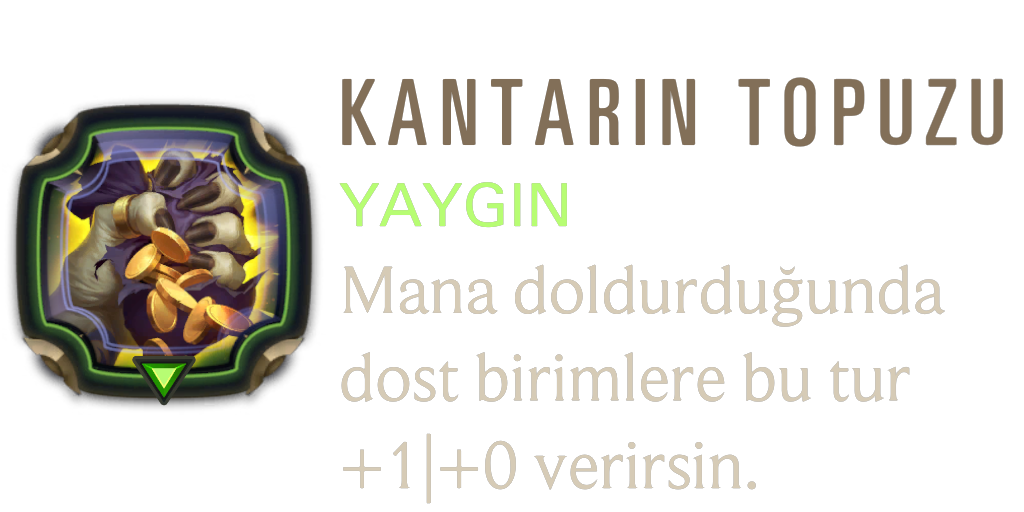 KANTARIN TOPUZU
YAYGIN
Mana doldurduğunda
dost birimlere bu tur
+1|+0 verirsin.